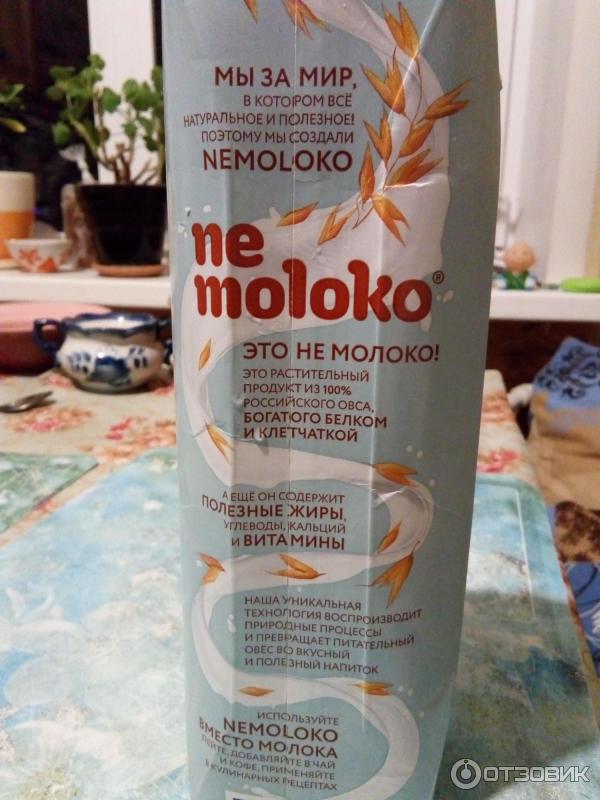 МЫ ЗА МИР,
В КОТОРОМ ВСЁ
НАТУРАЛЬНОЕ И ПОЛЕЗНОЕ!
ПОЭТОМУ МЫ СОЗДАЛИ
NEMOLOKO
ne
moloko®
ЭТО НЕ МОЛОКО!
ЭТО РАСТИТЕЛЬНЫЙ
ПРОДУКТ ИЗ 100%
РОССИЙСКОГО ОВСА,
БОГАТОГО БЕЛКОМ
И КЛЕТЧАТКОЙ
А ЕЩЁ ОН СОДЕРЖИТ
ПОЛЕЗНЫЕ ЖИРЫ,
УГЛЕВОДЫ, КАЛЬЦИЙ
И ВИТАМИНЫ
НАША УНИКАЛЬНАЯ
ТЕХНОЛОГИЯ ВОСПРОИЗВОДИТ
ПРИРОДНЫЕ ПРОЦЕССЫ
И ПРЕВРАЩАЕТ ПИТАТЕЛЬНЫЙ
ОВЁС ВО ВКУСНЫЙ
И ПОЛЕЗНЫЙ НАПИТОК
ИСПОЛЬЗУЙТЕ
NEMOLOKO
ВМЕСТО МОЛОКА
ПЕЙТЕ, ДОБАВЛЯЙТЕ В ЧАЙ
И КОФЕ, ПРИМЕНЯЙТЕ
В КУЛИНАРНЫХ РЕЦЕПТАХ
ОТЗОВИК